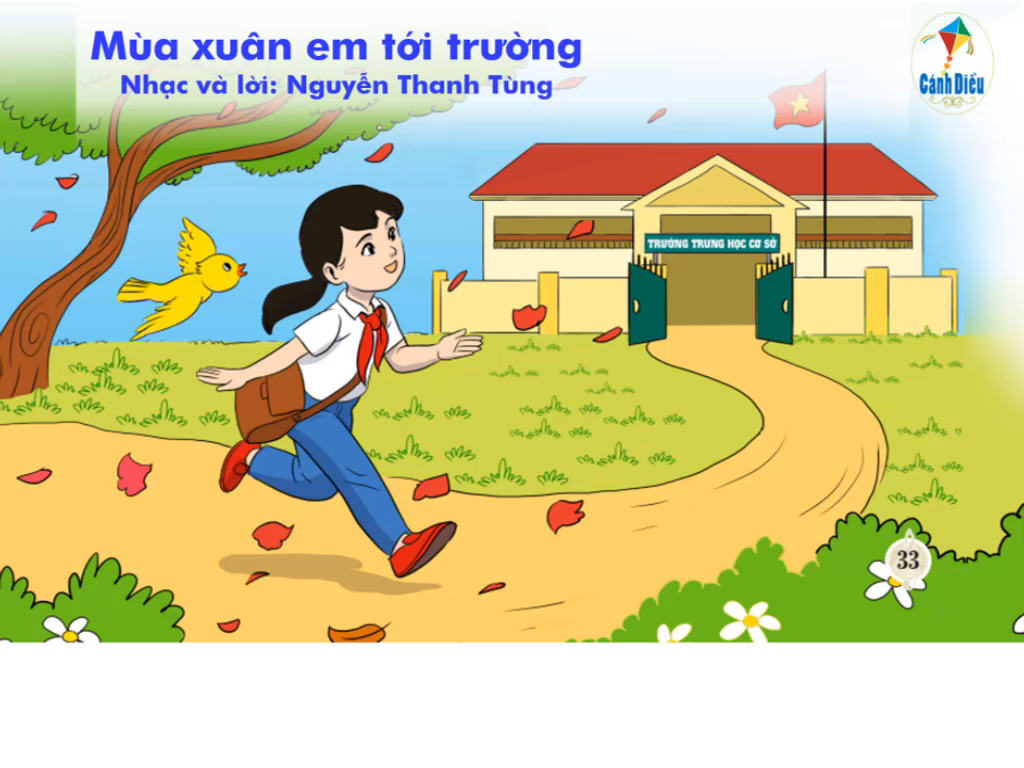 Mùa xuân em tới trường
Nhạc và lời: Nguyễn Thanh Tùng
Cánh Diều
TRƯỜNG TRUNG HỌC CƠ SỞ
33